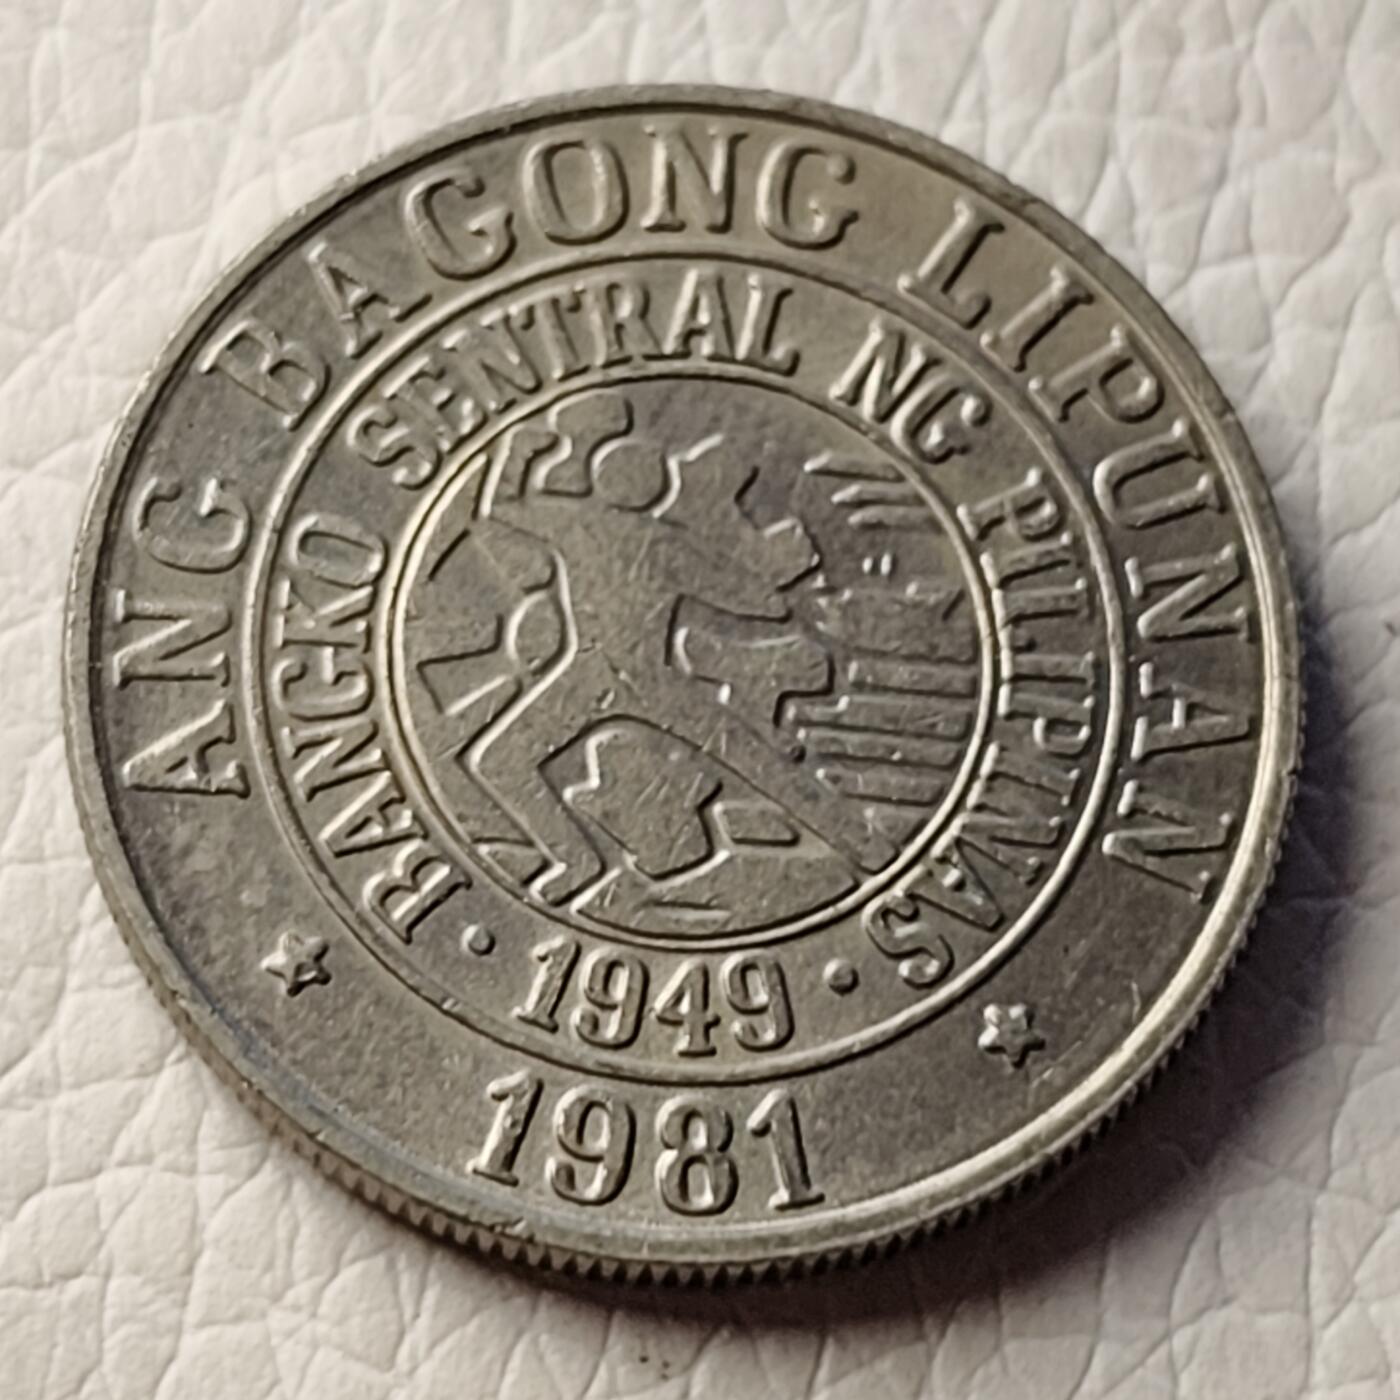 ANG BAGONG LIPUNAN
BANGKO SENTRAL NG PILIPINAS
· 1949 ·
1981